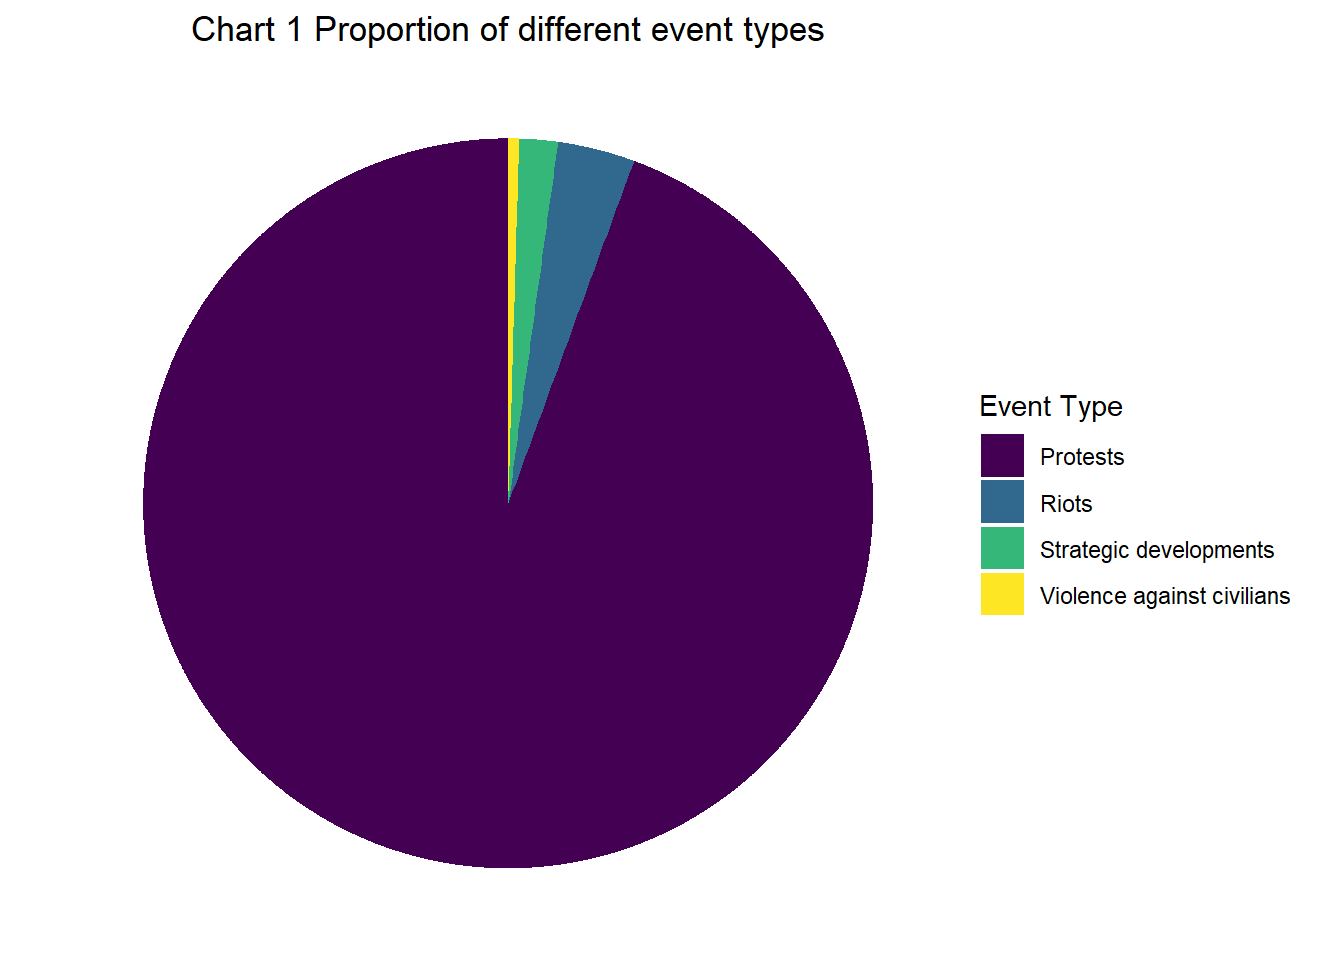 Chart 1 Proportion of different event types
Event Type
Protests
Riots
Strategic developments
Violence against civilians